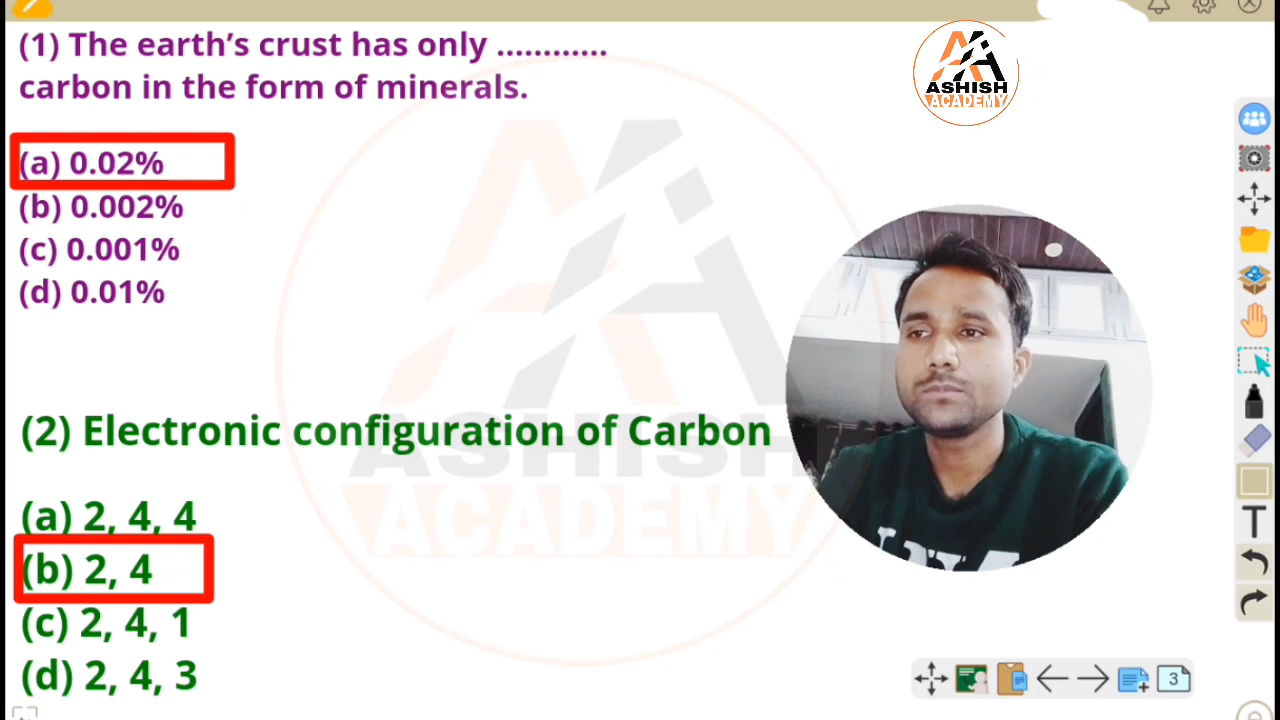 (1) The earth’s crust has only ............
carbon in the form of minerals.
ASHISH
ACADEMY
(a) 0.02%
(b) 0.002%
(c) 0.001%
(d) 0.01%
(2) Electronic configuration of Carbon
ASHISH
ACADEMY
(a) 2, 4, 4
(b) 2, 4
(c) 2, 4, 1
(d) 2, 4, 3
T
3